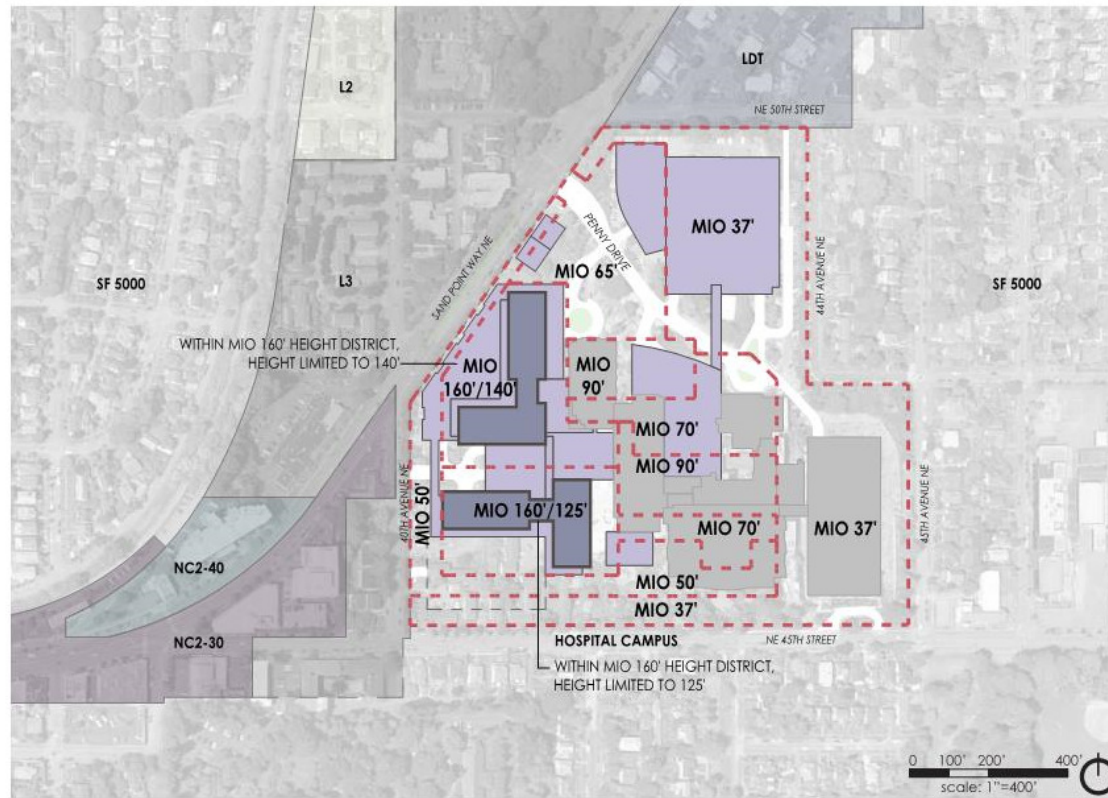 L2
LDT
NE 50TH STREET
MIO 37'
PENNY DRIVE
SAND POINT WAY NE
44TH AVENUE NE
SF 5000
L3
MIO 65'
SF 5000
WITHIN MIO 160' HEIGHT DISTRICT,
HEIGHT LIMITED TO 140'
MIO
160'/140'
MIO
90'
MIO 70'
MIO 90'
40TH AVENUE NE
MIO 50'
MIO 160'/125'
MIO 70'
MIO 37'
45TH AVENUE NE
NC2-40
MIO 50'
MIO 37'
NC2-30
HOSPITAL CAMPUS
NE 45TH STREET
WITHIN MIO 160' HEIGHT DISTRICT,
HEIGHT LIMITED TO 125'
0 100' 200' 400'
scale: 1"=400'